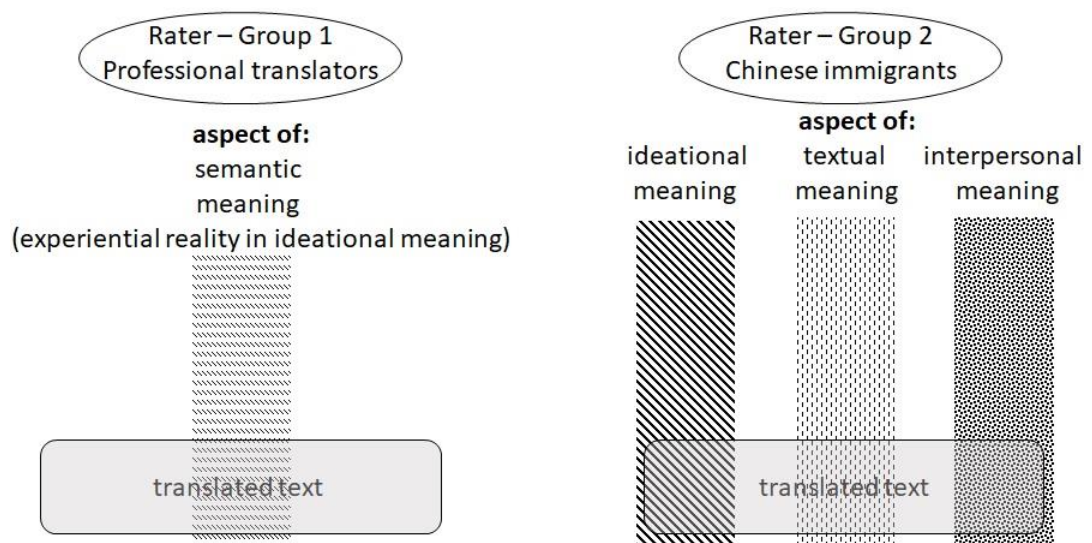 Rater – Group 1
Professional translators
aspect of:
semantic
meaning
(experiential reality in ideational meaning)
translated text
Rater – Group 2
Chinese immigrants
aspect of:
ideational
meaning
textual
meaning
interpersonal
meaning
translated text